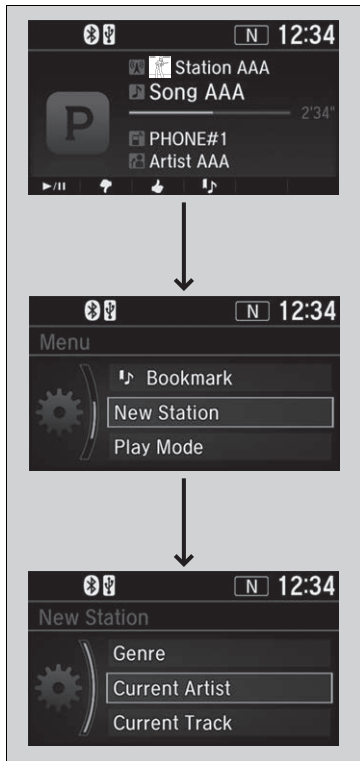 N 12:34
Station AAA
Song AAA
2'34"
P
PHONE#1
Artist AAA
►/II
N 12:34
Menu
Bookmark
New Station
Play Mode
N 12:34
New Station
Genre
Current Artist
Current Track